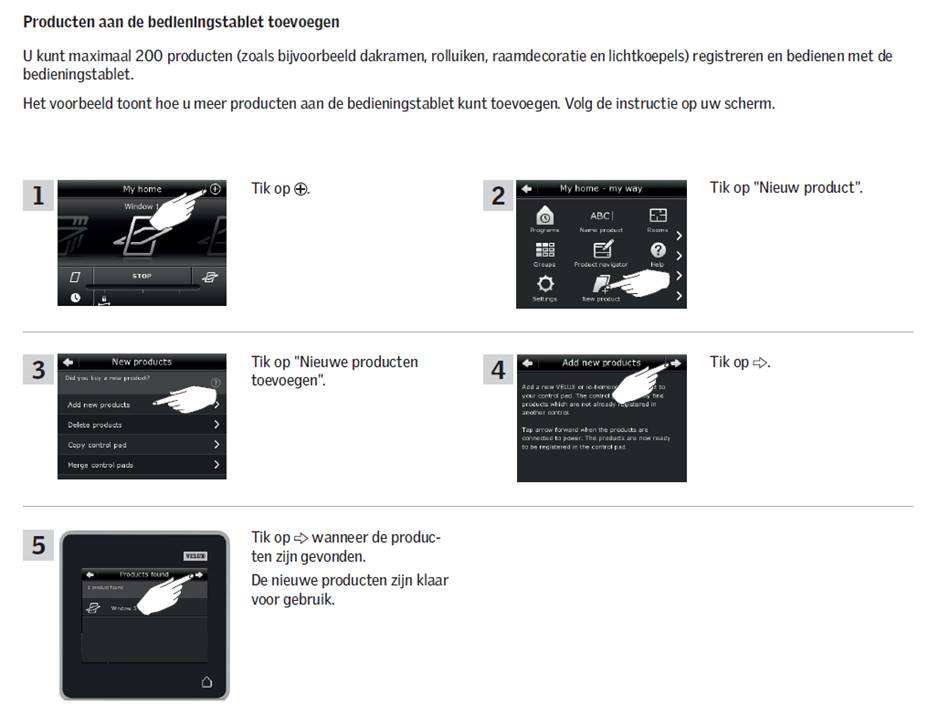 Producten aan de bedieningstablet toevoegen
U kunt maximaal 200 producten (zoals bijvoorbeeld dakramen, rolluiken, raamdecoratie en lichtkoepels) registreren en bedienen met de
bedieningstablet.
Het voorbeeld toont hoe u meer producten aan de bedieningstablet kunt toevoegen. Volg de instructie op uw scherm.
1
My home
Window 1
STOP
Tik op ⊕.
2
My home - my way
Programs
ABC|
Name product
Rooms
Groups
Product navigator
Help
Settings
New product
Tik op "Nieuw product".
3
New products
Did you buy a new product?
Add new products
Delete products
Copy control pad
Merge control pads
Tik op "Nieuwe producten
toevoegen".
4
Add new products
Add a new VELUX or io-homeco to
your control pad. The control find
products which are not already registered in
another control.
Tap arrow forward when the products are
connected to power. The products are now ready
to be registered in the control pad.
Tik op ⇨.
5
VELUX
Products found
1 product found
Window
Tik op ⇨ wanneer de produc-
ten zijn gevonden.
De nieuwe producten zijn klaar
voor gebruik.